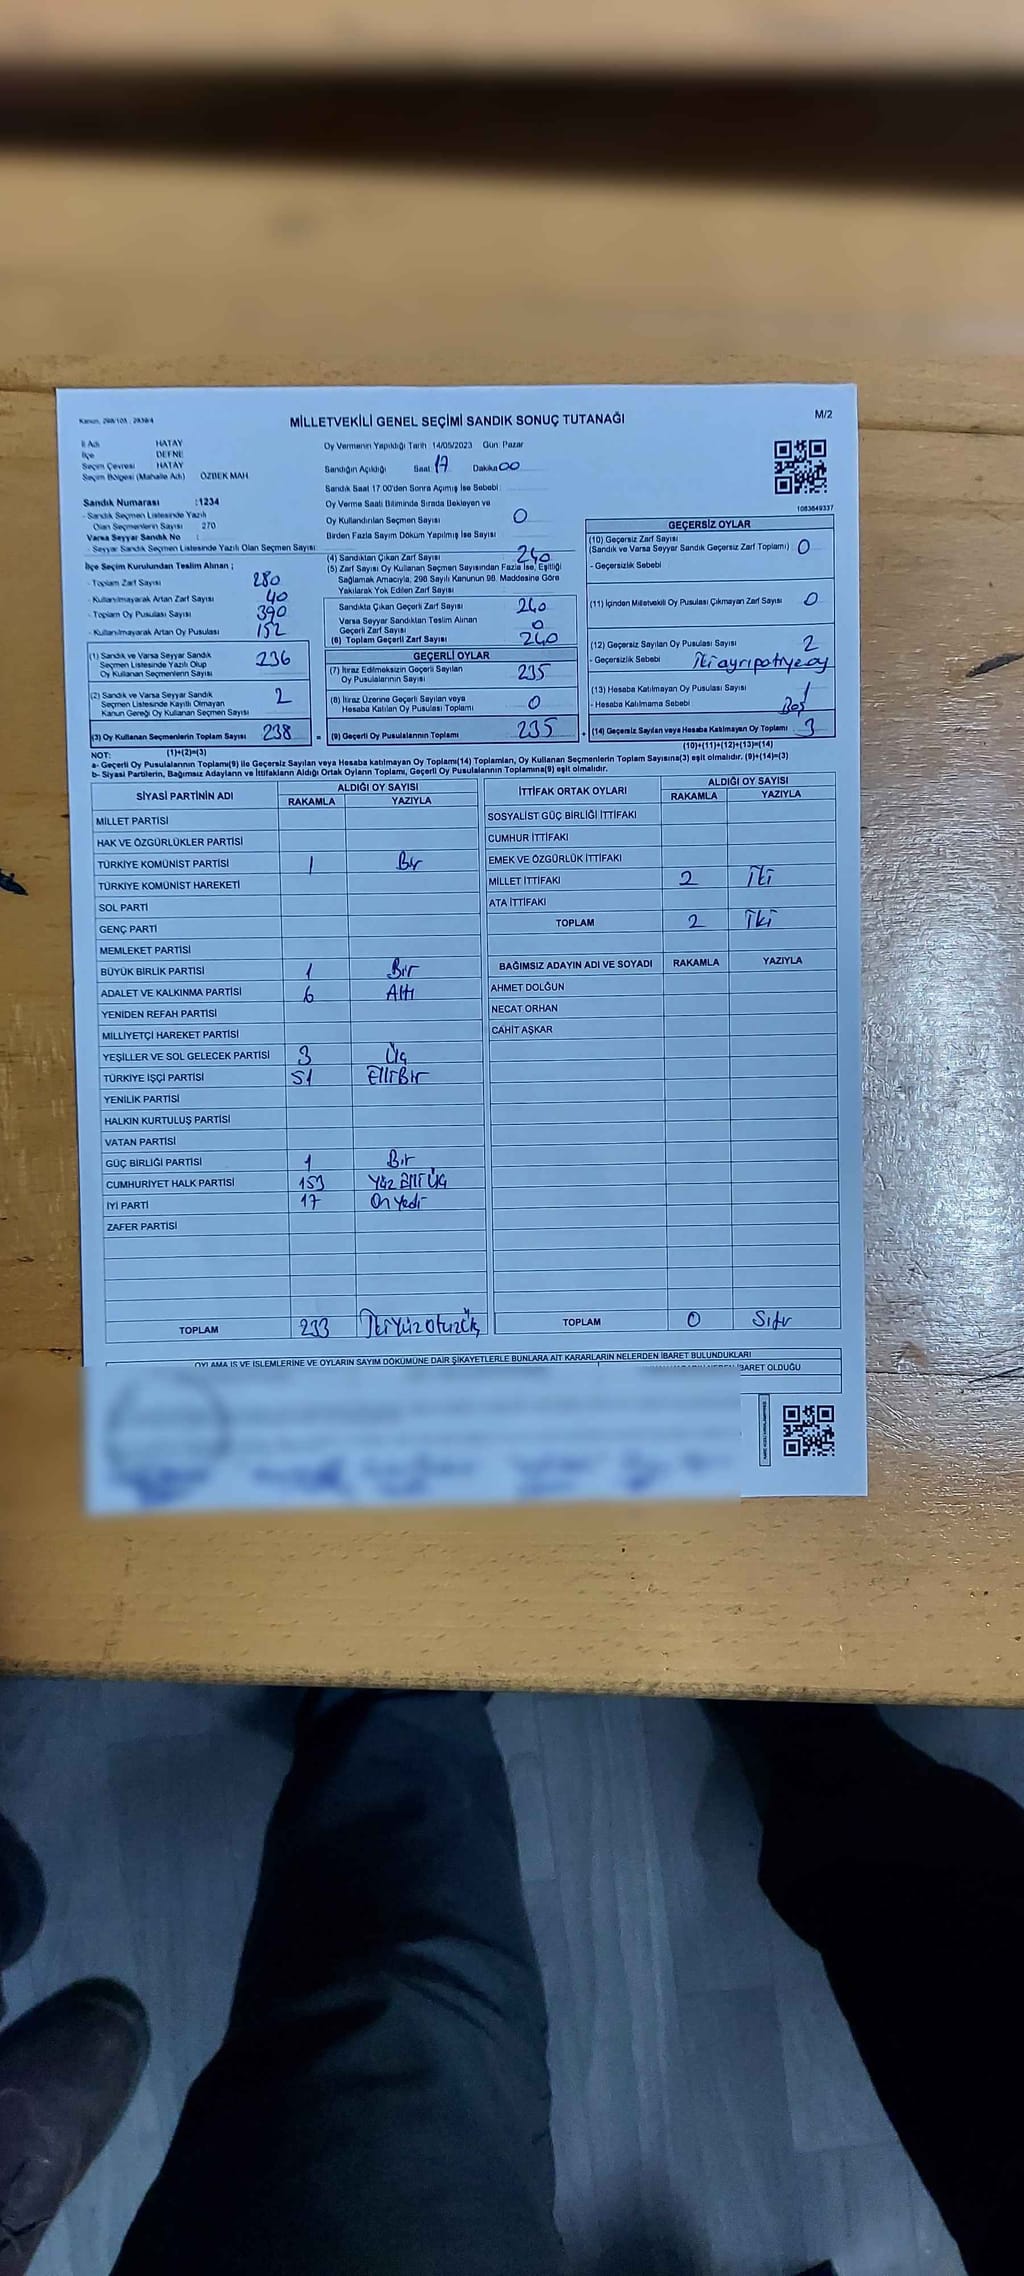 Kanun, 298/105 , 2839/4
MİLLETVEKİLİ GENEL SEÇİMİ SANDIK SONUÇ TUTANAĞI
M/2
İl Adı HATAY
İlçe DEFNE
Seçim Çevresi HATAY
Seçim Bölgesi (Mahalle Adı) ÖZBEK MAH.
Sandık Numarası :1234
- Sandık Seçmen Listesinde Yazılı
Olan Seçmenlerin Sayısı 270
Varsa Seyyar Sandık No :
- Seyyar Sandık Seçmen Listesinde Yazılı Olan Seçmen Sayısı:
İlçe Seçim Kurulundan Teslim Alınan ;
- Toplam Zarf Sayısı 280
- Kullanılmayarak Artan Zarf Sayısı 40
- Toplam Oy Pusulası Sayısı 390
- Kullanılmayarak Artan Oy Pusulası 152
(1) Sandık ve Varsa Seyyar Sandık
Seçmen Listesinde Yazılı Olup
Oy Kullanan Seçmenlerin Sayısı 236
(2) Sandık ve Varsa Seyyar Sandık
Seçmen Listesinde Kayıtlı Olmayan
Kanun Gereği Oy Kullanan Seçmen Sayısı 2
(3) Oy Kullanan Seçmenlerin Toplam Sayısı 238 =
Oy Vermenin Yapıldığı Tarih : 14/05/2023 Gün: Pazar
Sandığın Açıldığı Saat 17 Dakika 00
Sandık Saat 17:00'den Sonra Açımış İse Sebebi :
Oy Verme Saati Bitiminde Sırada Bekleyen ve
Oy Kullandırılan Seçmen Sayısı 0
Birden Fazla Sayım Döküm Yapılmış İse Sayısı
(4) Sandıktan Çıkan Zarf Sayısı 240
(5) Zarf Sayısı Oy Kullanan Seçmen Sayısından Fazla İse, Eşitliği
Sağlamak Amacıyla, 298 Sayılı Kanunun 98. Maddesine Göre
Yakılarak Yok Edilen Zarf Sayısı
Sandıkta Çıkan Geçerli Zarf Sayısı 240
Varsa Seyyar Sandıktan Teslim Alınan
Geçerli Zarf Sayısı 0
(6) Toplam Geçerli Zarf Sayısı 240
GEÇERLİ OYLAR
(7) İtiraz Edilmeksizin Geçerli Sayılan
Oy Pusulalarının Sayısı 235
(8) İtiraz Üzerine Geçerli Sayılan veya
Hesaba Katılan Oy Pusulası Toplamı 0
(9) Geçerli Oy Pusulalarının Toplamı 235 +
1083649337
GEÇERSİZ OYLAR
(10) Geçersiz Zarf Sayısı
(Sandık ve Varsa Seyyar Sandık Geçersiz Zarf Toplamı) 0
- Geçersizlik Sebebi
(11) İçinden Milletvekili Oy Pusulası Çıkmayan Zarf Sayısı 0
(12) Geçersiz Sayılan Oy Pusulası Sayısı 2
- Geçersizlik Sebebi İki ayrı partiye oy
(13) Hesaba Katılmayan Oy Pusulası Sayısı 1
- Hesaba Katılmama Sebebi Boş
(14) Geçersiz Sayılan veya Hesaba Katılmayan Oy Toplamı 3
NOT: (1)+(2)=(3) (10)+(11)+(12)+(13)=(14)
a- Geçerli Oy Pusulalarının Toplamı(9) ile Geçersiz Sayılan veya Hesaba katılmayan Oy Toplamı(14) Toplamları, Oy Kullanan Seçmenlerin Toplam Sayısına(3) eşit olmalıdır. (9)+(14)=(3)
b- Siyasi Partilerin, Bağımsız Adayların ve İttifakların Aldığı Ortak Oyların Toplamı, Geçerli Oy Pusulalarının Toplamına(9) eşit olmalıdır.
SİYASİ PARTİNİN ADI ALDIĞI OY SAYISI
RAKAMLA YAZIYLA
MİLLET PARTİSİ
HAK VE ÖZGÜRLÜKLER PARTİSİ
TÜRKİYE KOMÜNİST PARTİSİ 1 Bir
TÜRKİYE KOMÜNİST HAREKETİ
SOL PARTİ
GENÇ PARTİ
MEMLEKET PARTİSİ
BÜYÜK BİRLİK PARTİSİ 1 Bir
ADALET VE KALKINMA PARTİSİ 6 Altı
YENİDEN REFAH PARTİSİ
MİLLİYETÇİ HAREKET PARTİSİ
YEŞİLLER VE SOL GELECEK PARTİSİ 3 Üç
TÜRKİYE İŞÇİ PARTİSİ 51 Elli Bir
YENİLİK PARTİSİ
HALKIN KURTULUŞ PARTİSİ
VATAN PARTİSİ
GÜÇ BİRLİĞİ PARTİSİ 1 Bir
CUMHURİYET HALK PARTİSİ 153 Yüz Elli Üç
İYİ PARTİ 17 On yedi
ZAFER PARTİSİ
TOPLAM 233 İki Yüz Otuz Üç
İTTİFAK ORTAK OYLARI ALDIĞI OY SAYISI
RAKAMLA YAZIYLA
SOSYALİST GÜÇ BİRLİĞİ İTTİFAKI
CUMHUR İTTİFAKI
EMEK VE ÖZGÜRLÜK İTTİFAKI
MİLLET İTTİFAKI 2 İki
ATA İTTİFAKI
TOPLAM 2 İki
BAĞIMSIZ ADAYIN ADI VE SOYADI RAKAMLA YAZIYLA
AHMET DOLĞUN
NECAT ORHAN
CAHİT AŞKAR
TOPLAM 0 Sıfır
OYLAMA İŞ VE İŞLEMLERİNE VE OYLARIN SAYIM DÖKÜMÜNE DAİR ŞİKAYETLERLE BUNLARA AİT KARARLARIN NELERDEN İBARET BULUNDUKLARI
İBARET OLDUĞU